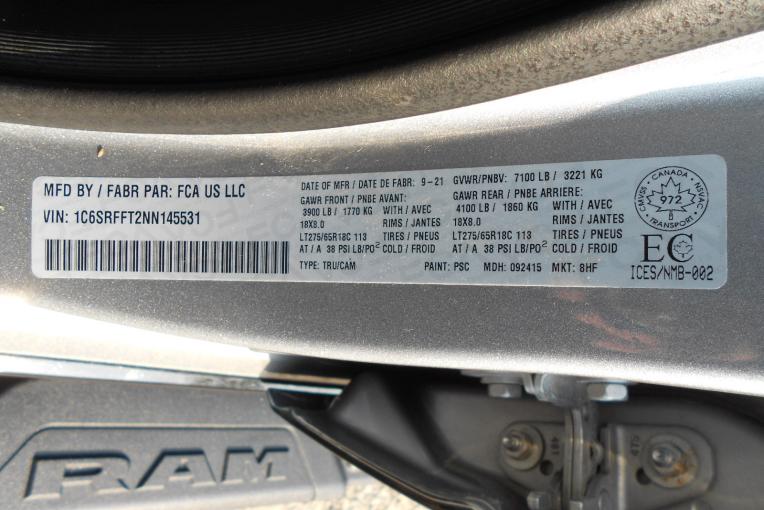 MFD BY / FABR PAR: FCA US LLC
VIN: 1C6SRFFT2NN145531
DATE OF MFR / DATE DE FABR: 9-21
GVWR/PNBV: 7100 LB / 3221 KG
GAWR FRONT / PNBE AVANT:
3900 LB / 1770 KG WITH / AVEC
18X8.0 RIMS / JANTES
LT275/65R18C 113 TIRES / PNEUS
AT / A 38 PSI LB/PO² COLD / FROID
GAWR REAR / PNBE ARRIERE:
4100 LB / 1860 KG WITH / AVEC
18X8.0 RIMS / JANTES
LT275/65R18C 113 TIRES / PNEUS
AT / A 38 PSI LB/PO² COLD / FROID
TYPE: TRU/CAM PAINT: PSC MDH: 092415 MKT: 8HF
CMVSS CANADA NSVAC
972
TRANSPORT
EC
ICES/NMB-002
RAM